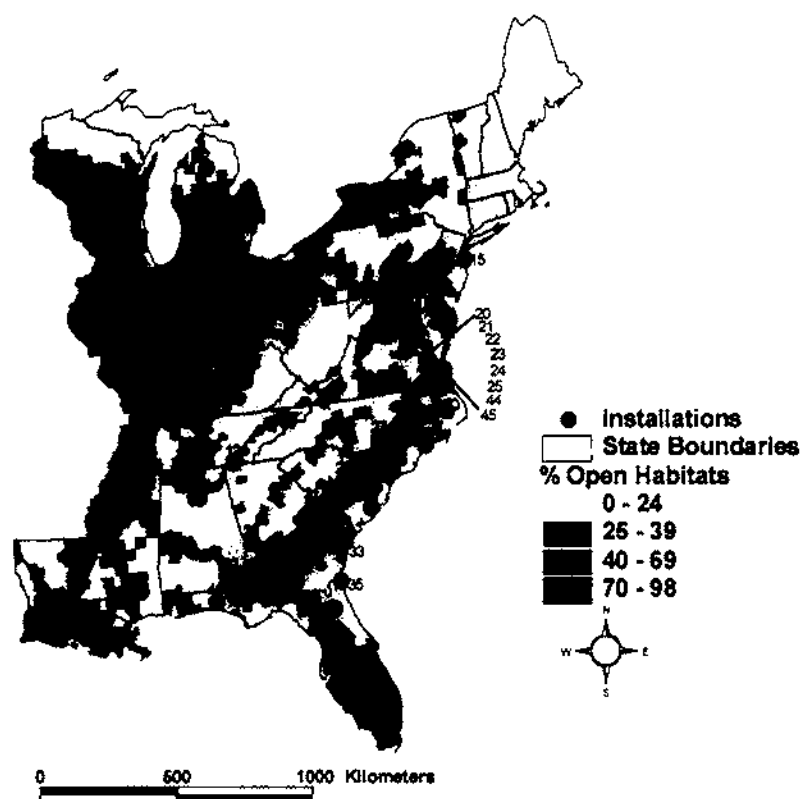 15
20
21
22
23
24
25
44
45
Installations
State Boundaries
% Open Habitats
0 - 24
25 - 39
40 - 69
70 - 98
N
W E
S
33
35
0 500 1000 Kilometers